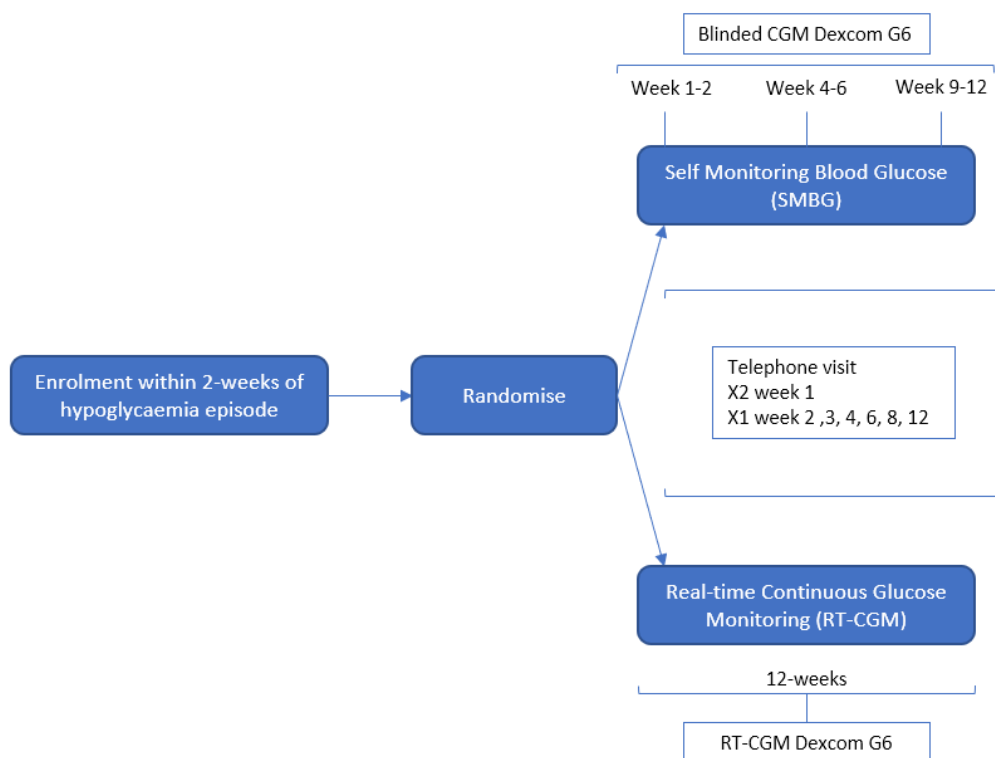 Blinded CGM Dexcom G6
Week 1-2
Week 4-6
Week 9-12
Self Monitoring Blood Glucose
(SMBG)
Enrolment within 2-weeks of
hypoglycaemia episode
Randomise
Telephone visit
X2 week 1
X1 week 2 ,3, 4, 6, 8, 12
Real-time Continuous Glucose
Monitoring (RT-CGM)
12-weeks
RT-CGM Dexcom G6